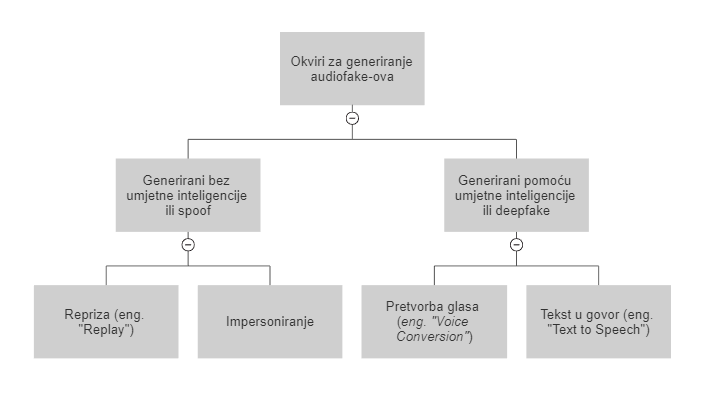 Okviri za generiranje
audiofake-ova
Generirani bez
umjetne inteligencije
ili spoof
Generirani pomoću
umjetne inteligencije
ili deepfake
Repriza (eng.
"Replay")
Impersoniranje
Pretvorba glasa
(eng. "Voice
Conversion")
Tekst u govor (eng.
"Text to Speech")